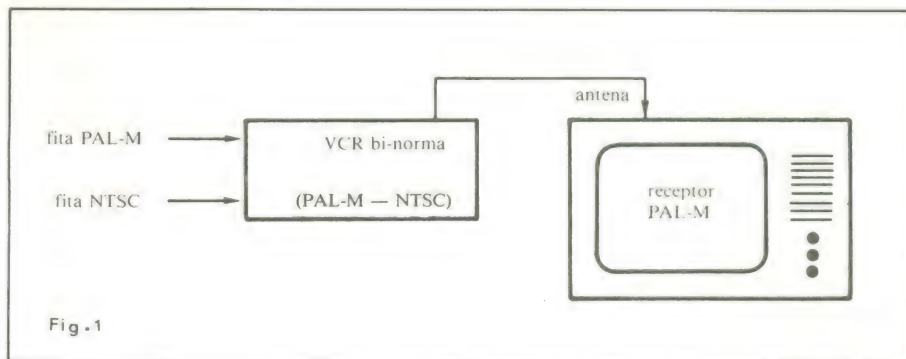 antena
fita PAL-M
VCR bi-norma
fita NTSC
(PAL-M — NTSC)
receptor
PAL-M
Fig.1